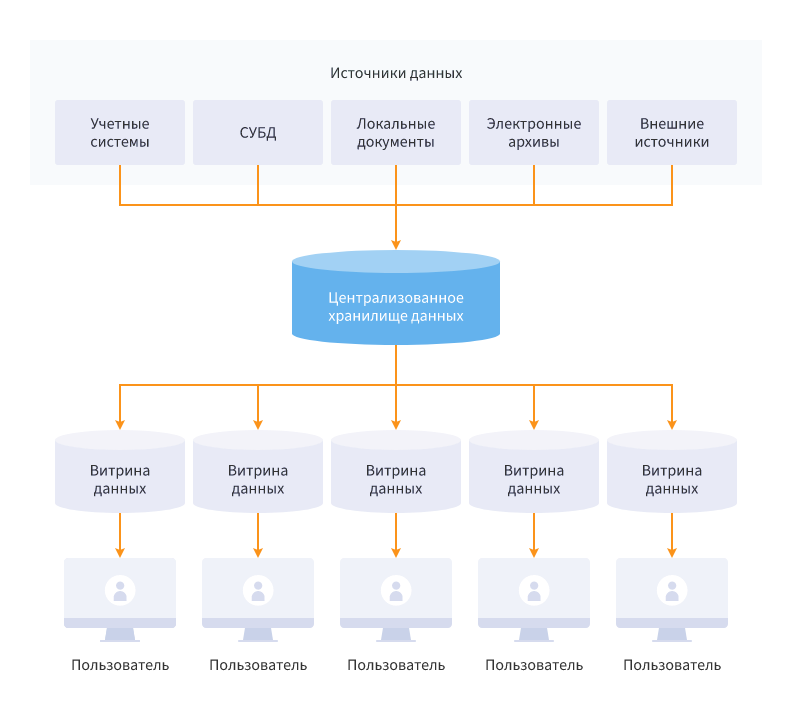 Источники данных
Учетные
системы
СУБД
Локальные
документы
Электронные
архивы
Внешние
источники
Централизованное
хранилище данных
Витрина
данных
Витрина
данных
Витрина
данных
Витрина
данных
Витрина
данных
Пользователь
Пользователь
Пользователь
Пользователь
Пользователь